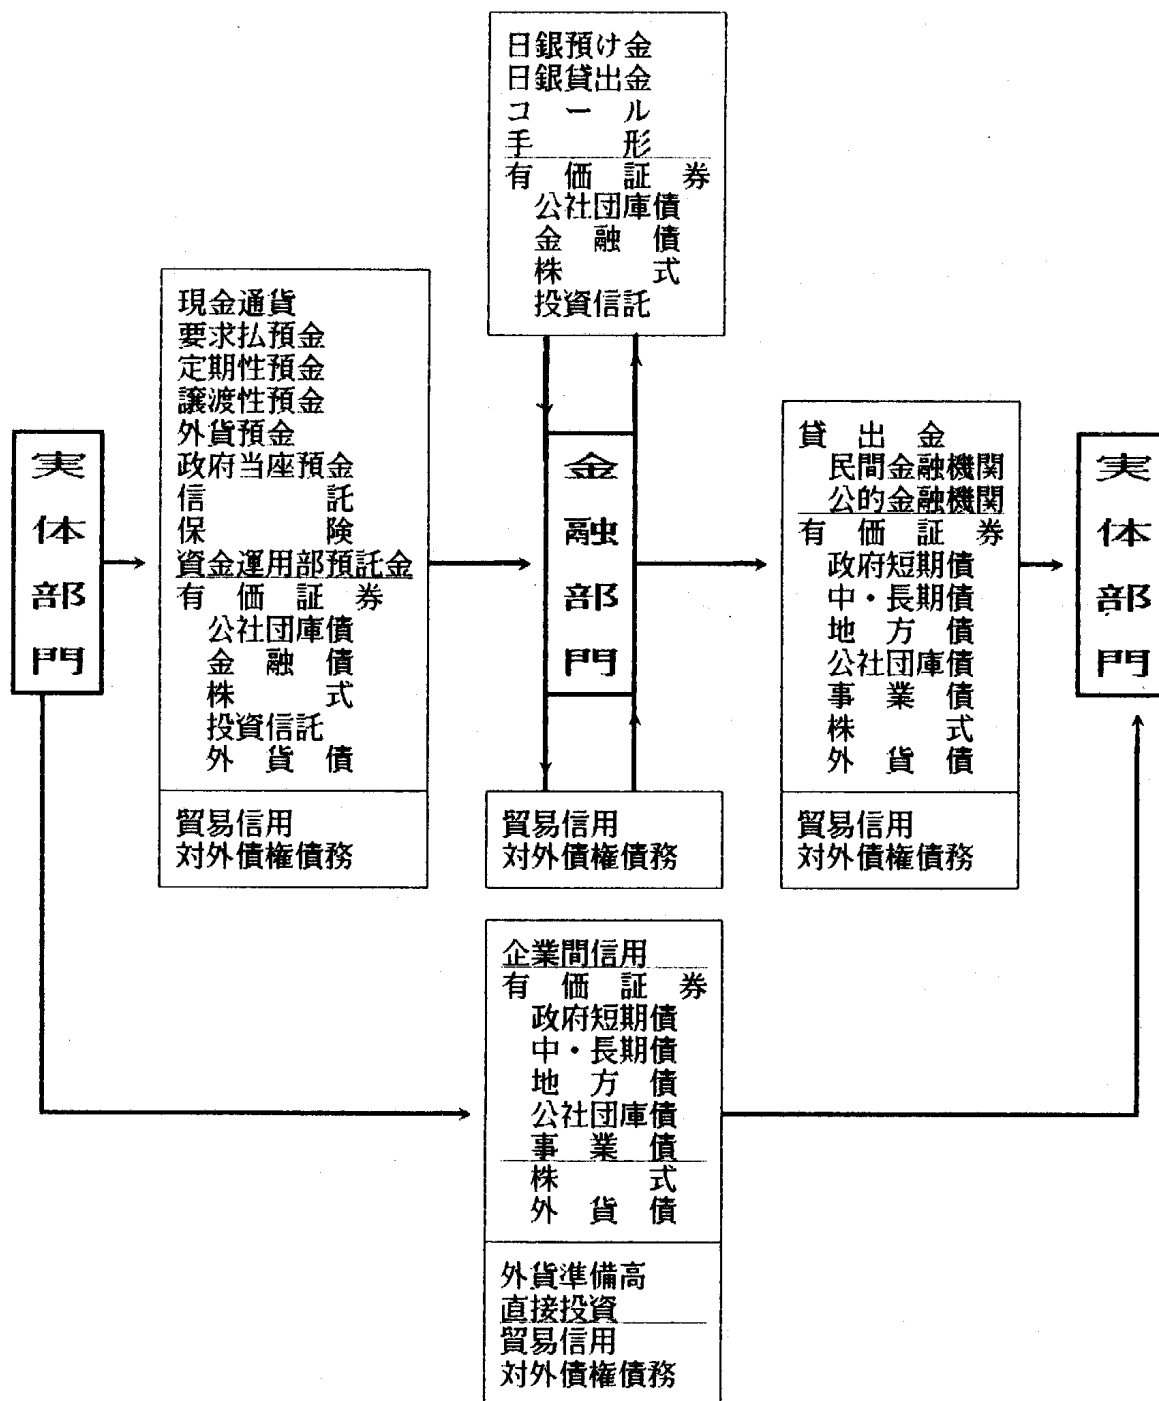 日銀預け金
日銀貸出金
コール
手形
有価証券
公社団庫債
金融債
株式
投資信託
実体部門
現金通貨
要求払預金
定期性預金
譲渡性預金
外貨預金
政府当座預金
信託
保険
資金運用部預託金
有価証券
公社団庫債
金融債
株式
投資信託
外貨債
貿易信用
対外債権債務
金融部門
貿易信用
対外債権債務
貸出金
民間金融機関
公的金融機関
有価証券
政府短期債
中・長期債
地方債
公社団庫債
事業債
株式
外貨債
貿易信用
対外債権債務
実体部門
企業間信用
有価証券
政府短期債
中・長期債
地方債
公社団庫債
事業債
株式
外貨債
外貨準備高
直接投資
貿易信用
対外債権債務